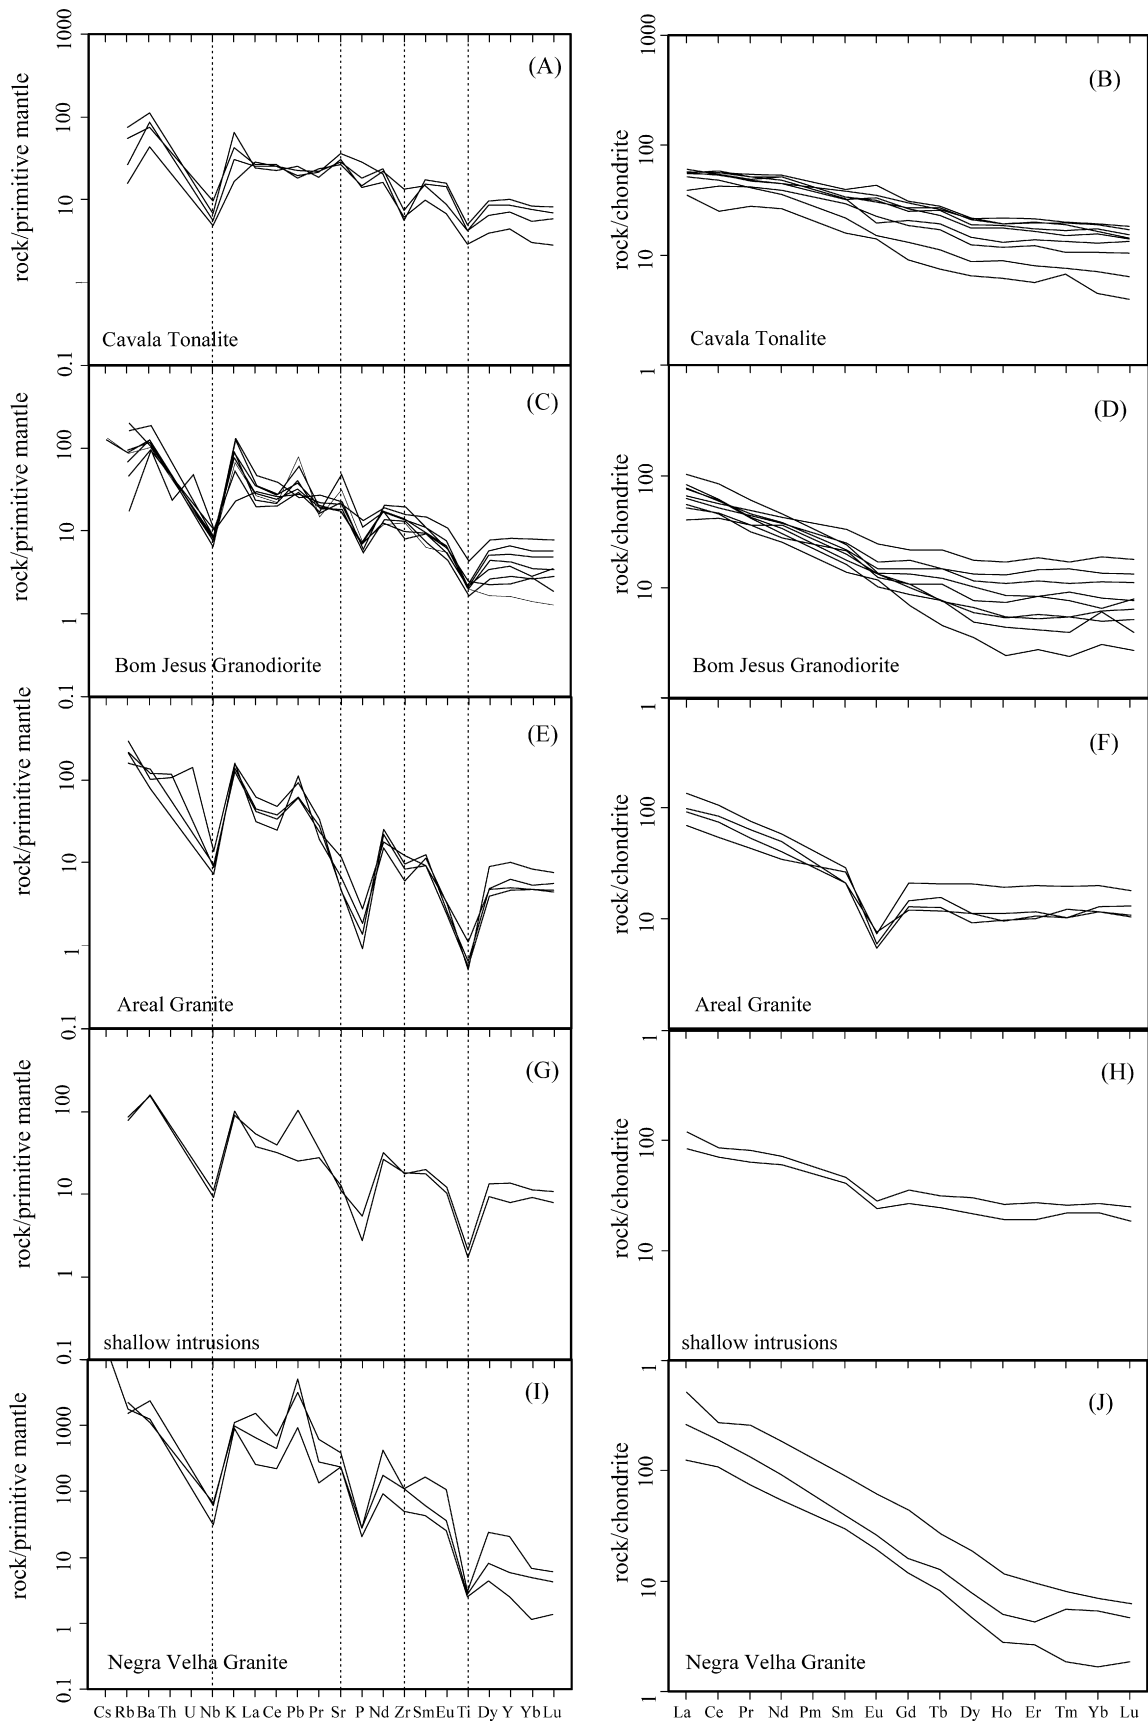 (A)
rock/primitive mantle
1000
100
10
0.1
Cavala Tonalite
(B)
rock/chondrite
1000
100
10
1
Cavala Tonalite
(C)
rock/primitive mantle
100
10
1
0.1
Bom Jesus Granodiorite
(D)
rock/chondrite
100
10
1
Bom Jesus Granodiorite
(E)
rock/primitive mantle
100
10
1
0.1
Areal Granite
(F)
rock/chondrite
100
10
1
Areal Granite
(G)
rock/primitive mantle
100
10
1
0.1
shallow intrusions
(H)
rock/chondrite
100
10
1
shallow intrusions
(I)
rock/primitive mantle
1000
100
10
1
0.1
Negra Velha Granite
(J)
rock/chondrite
100
10
1
Negra Velha Granite
Cs Rb Ba Th U Nb K La Ce Pb Pr Sr P Nd Zr Sm Eu Ti Dy Y Yb Lu
La Ce Pr Nd Pm Sm Eu Gd Tb Dy Ho Er Tm Yb Lu